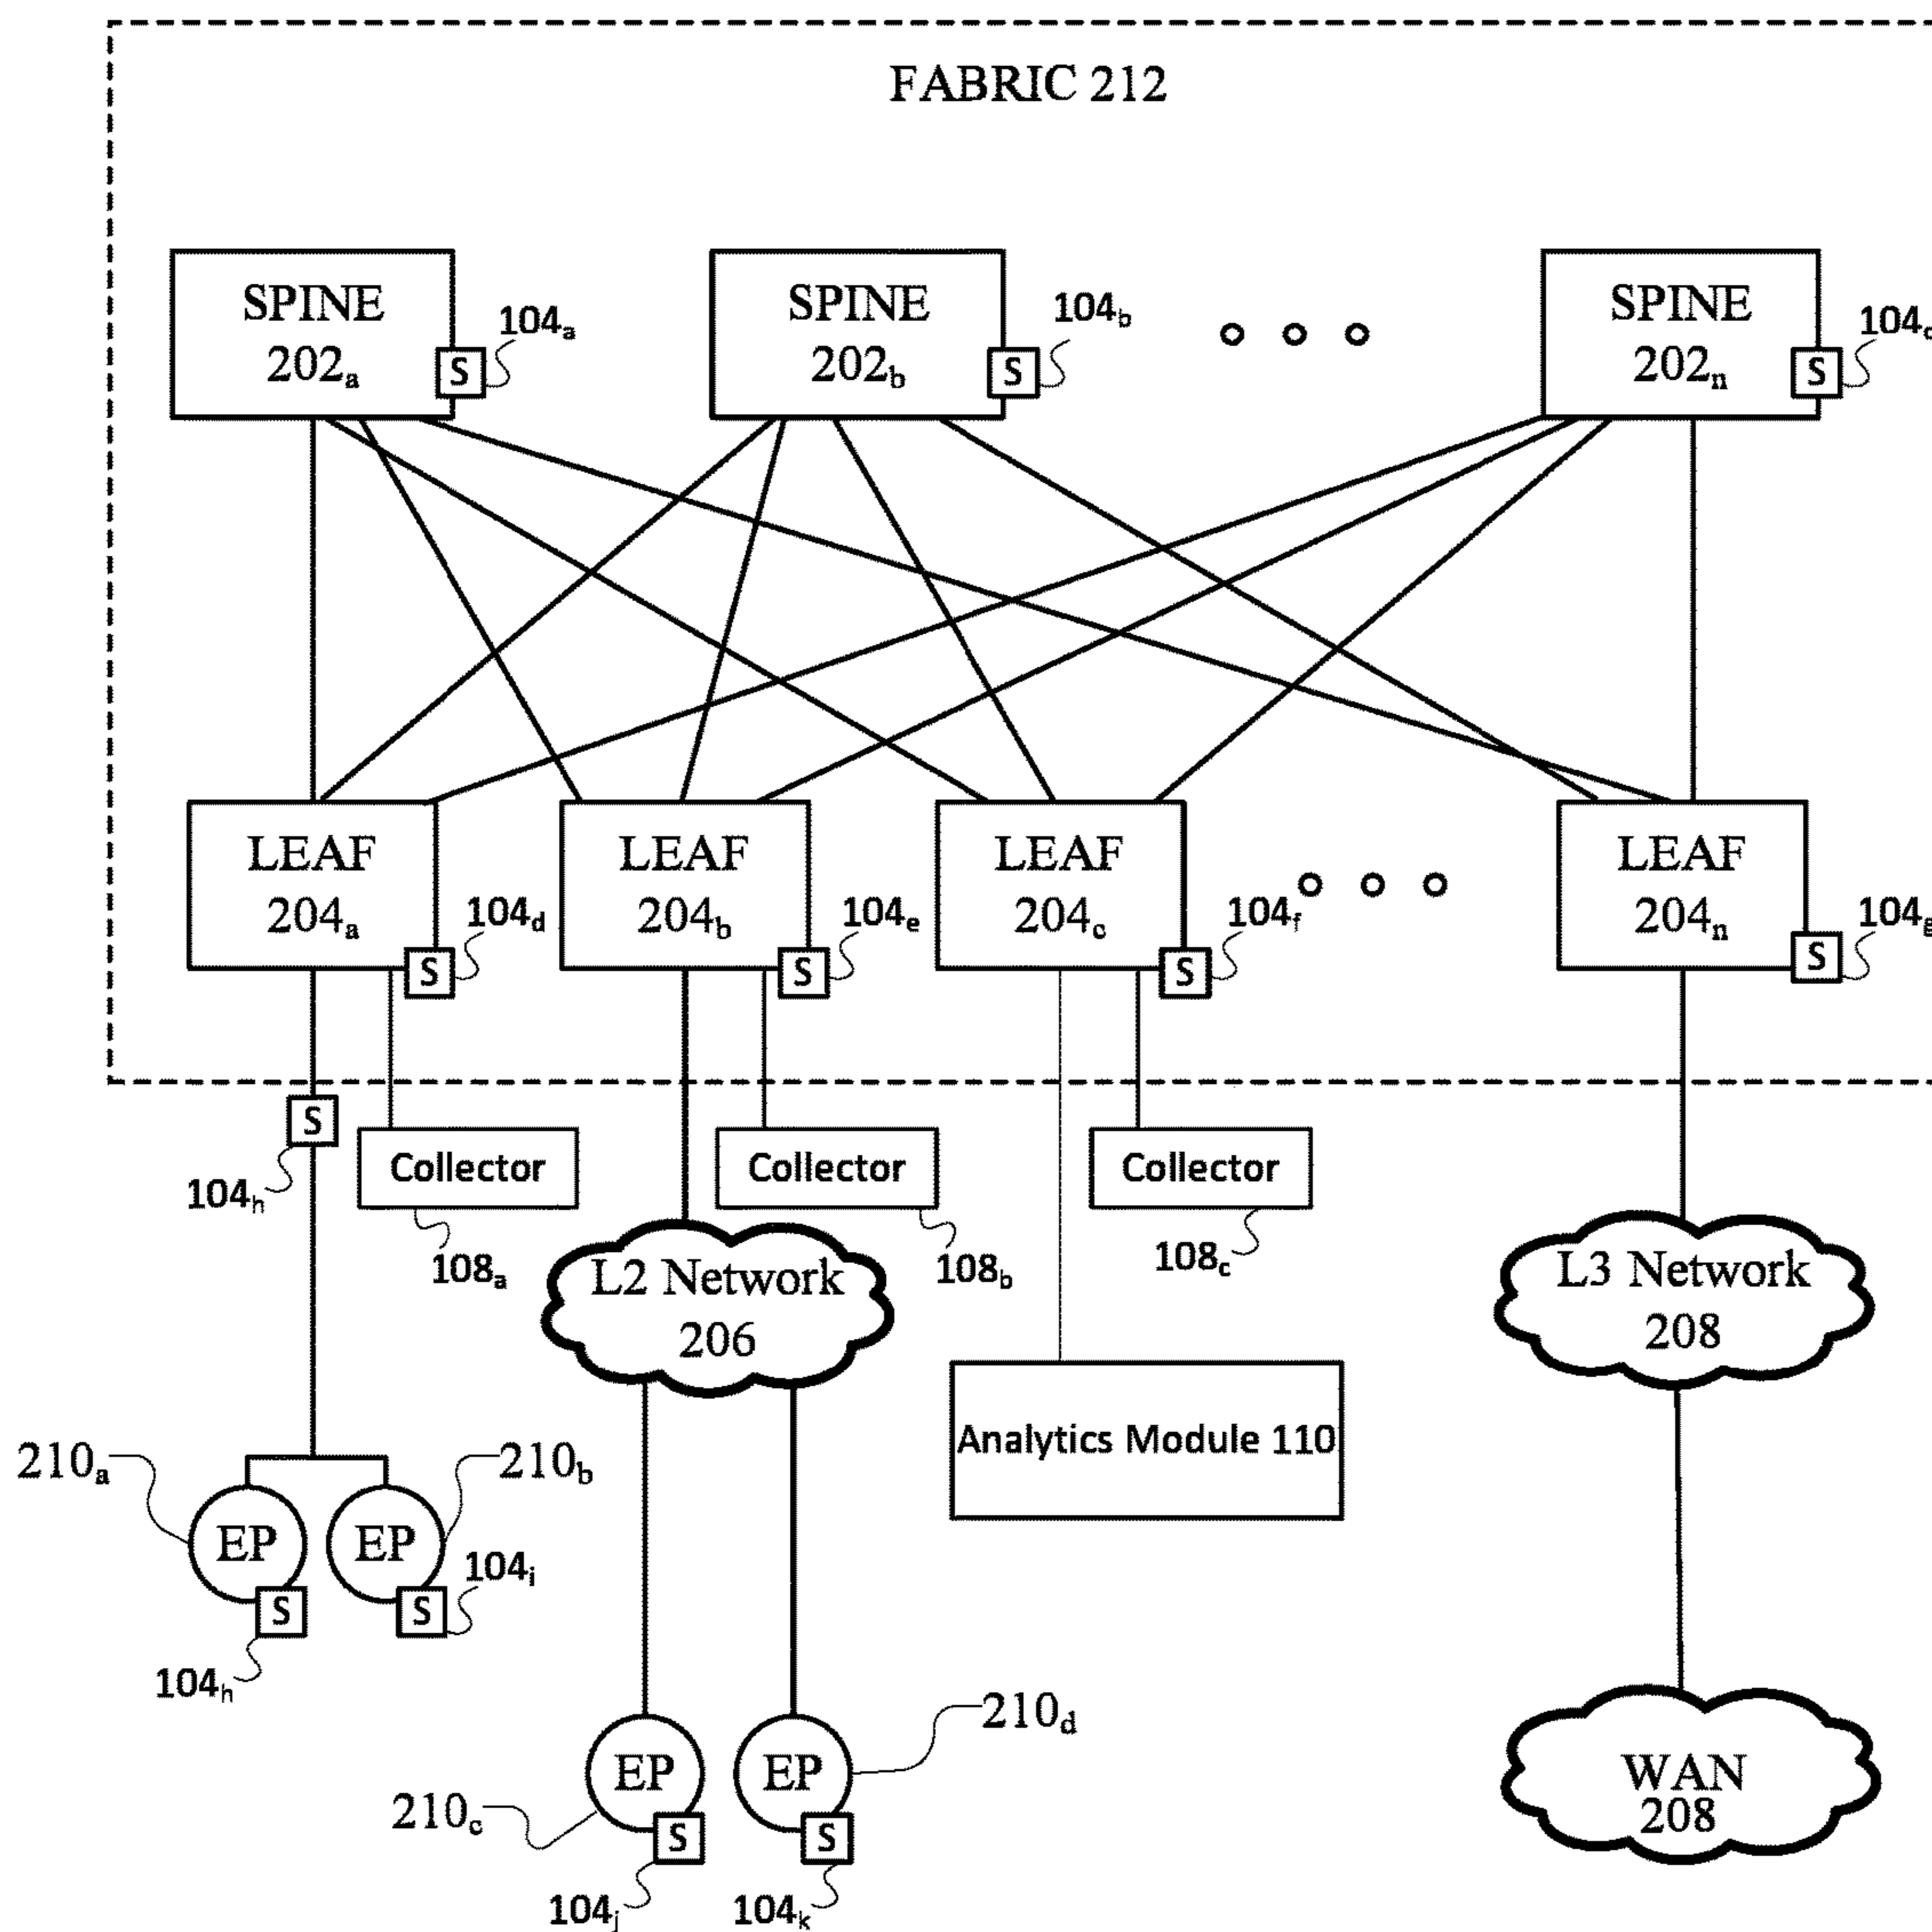 FABRIC 212
SPINE
202a
S
104a
SPINE
202b
S
104b
SPINE
202n
S
104c
LEAF
204a
S
104d
LEAF
204b
S
104e
LEAF
204c
S
104f
LEAF
204n
S
104g
S
104h
Collector
108a
Collector
108b
Collector
108c
L2 Network
206
L3 Network
208
Analytics Module 110
210a
EP
S
104h
210b
EP
S
104i
210c
EP
S
104j
210d
EP
S
104k
WAN
208